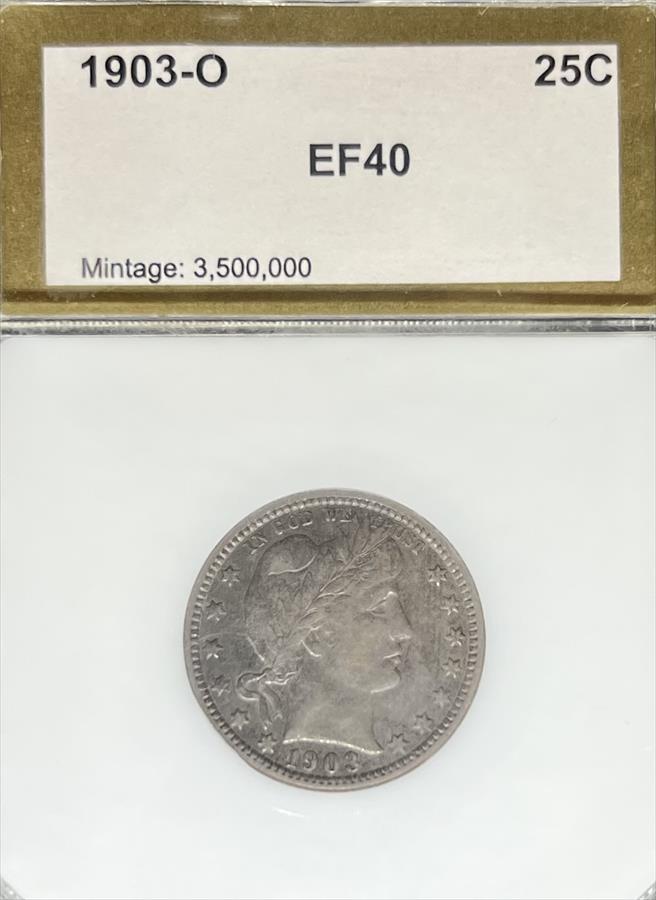 1903-O 25C
EF40
Mintage: 3,500,000
IN GOD WE TRUST
1903